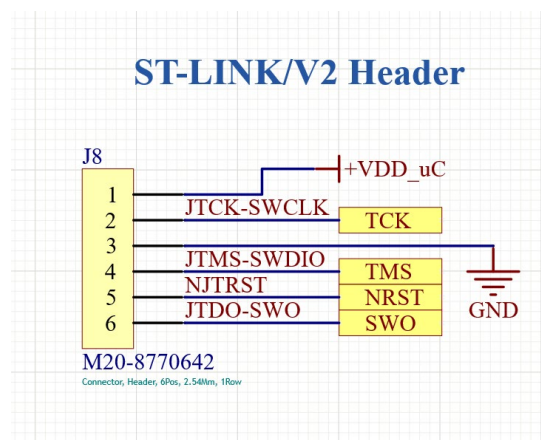 ST-LINK/V2 Header
J8
1 +VDD_uC
2 JTCK-SWCLK TCK
3
4 JTMS-SWDIO TMS
5 NJTRST NRST
6 JTDO-SWO SWO
GND
M20-8770642
Connector, Header, 6Pos, 2.54Mm, 1Row